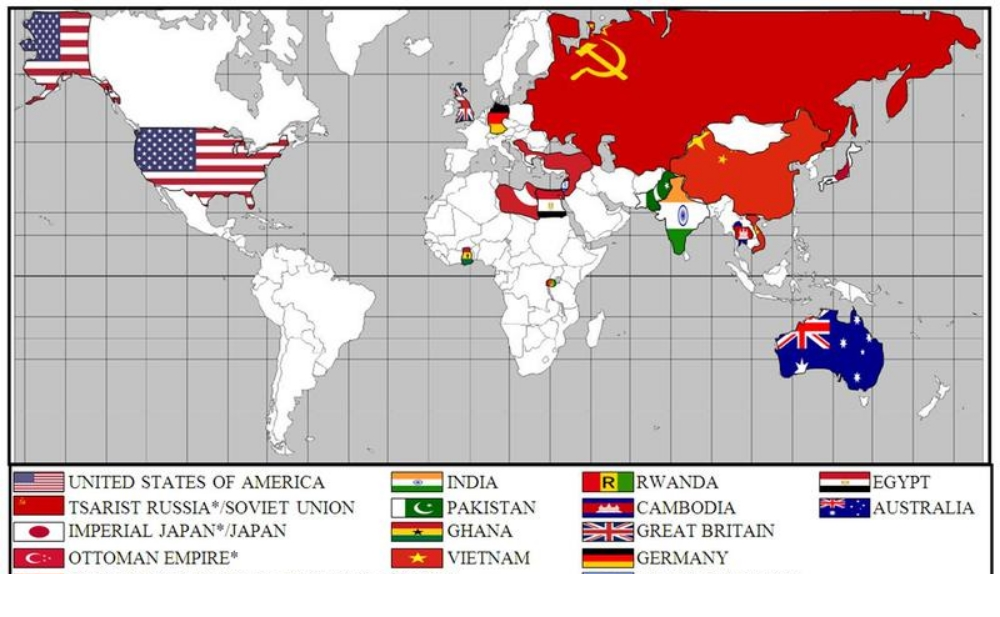 UNITED STATES OF AMERICA
TSARIST RUSSIA*/SOVIET UNION
IMPERIAL JAPAN*/JAPAN
OTTOMAN EMPIRE*
INDIA
PAKISTAN
GHANA
VIETNAM
R RWANDA
CAMBODIA
GREAT BRITAIN
GERMANY
EGYPT
AUSTRALIA